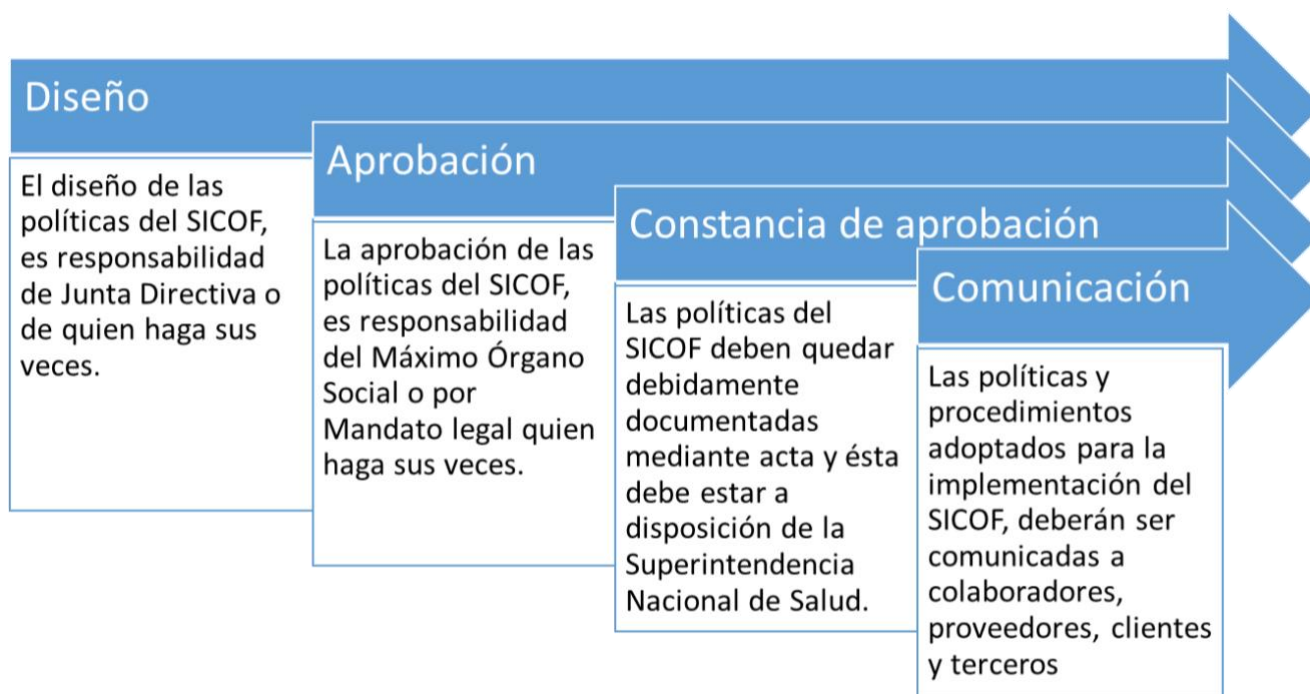 Diseño
El diseño de las
políticas del SICOF,
es responsabilidad
de Junta Directiva o
de quien haga sus
veces.
Aprobación
La aprobación de las
políticas del SICOF,
es responsabilidad
del Máximo Órgano
Social o por
Mandato legal quien
haga sus veces.
Constancia de aprobación
Las políticas del
SICOF deben quedar
debidamente
documentadas
mediante acta y ésta
debe estar a
disposición de la
Superintendencia
Nacional de Salud.
Comunicación
Las políticas y
procedimientos
adoptados para la
implementación del
SICOF, deberán ser
comunicadas a
colaboradores,
proveedores, clientes
y terceros